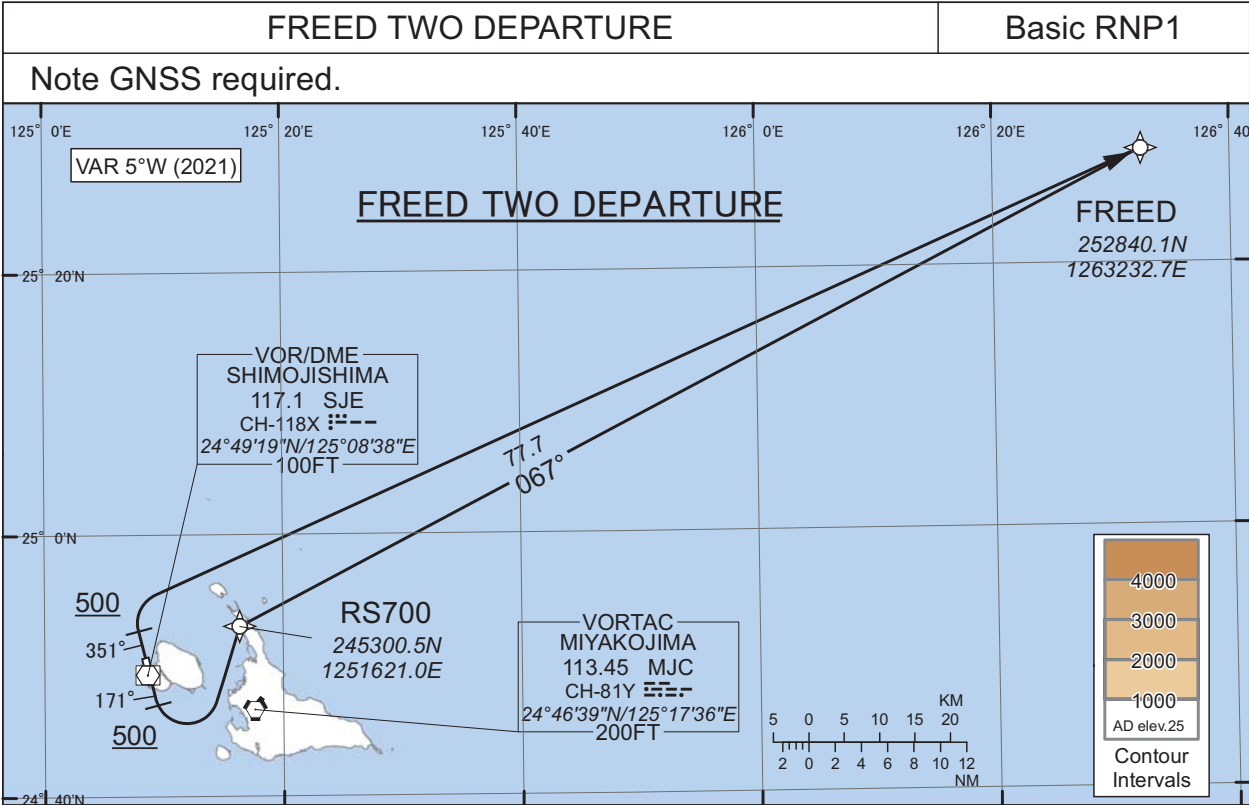 FREED TWO DEPARTURE
Basic RNP1
Note GNSS required.
125° 0'E
125° 20'E
125° 40'E
126° 0'E
126° 20'E
126° 40
VAR 5°W (2021)
FREED TWO DEPARTURE
FREED
252840.1N
1263232.7E
25° 20'N
VOR/DME
SHIMOJISHIMA
117.1 SJE
CH-118X
24°49'19"N/125°08'38"E
100FT
77.7
067°
25° 0'N
500
351°
171°
500
RS700
245300.5N
1251621.0E
VORTAC
MIYAKOJIMA
113.45 MJC
CH-81Y
24°46'39"N/125°17'36"E
200FT
KM
5 0 5 10 15 20
2 0 2 4 6 8 10 12
NM
4000
3000
2000
1000
AD elev.25
Contour
Intervals
24° 40'N